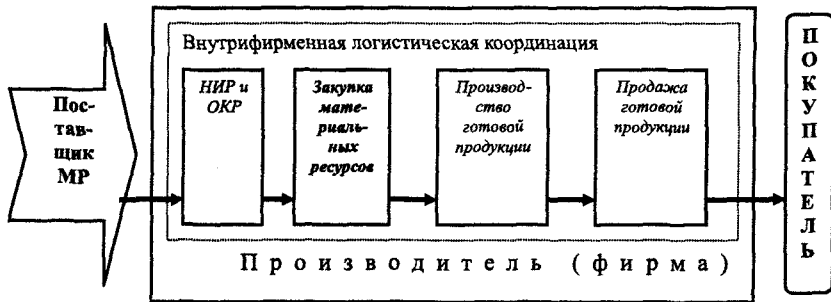 Внутрифирменная логистическая координация
Пос-
тав-
щик
МР
НИР и
ОКР
Закупка
мате-
риаль-
ных
ресурсов
Производ-
ство
готовой
продукции
Продажа
готовой
продукции
Производитель (фирма)
ПОКУПАТЕЛЬ